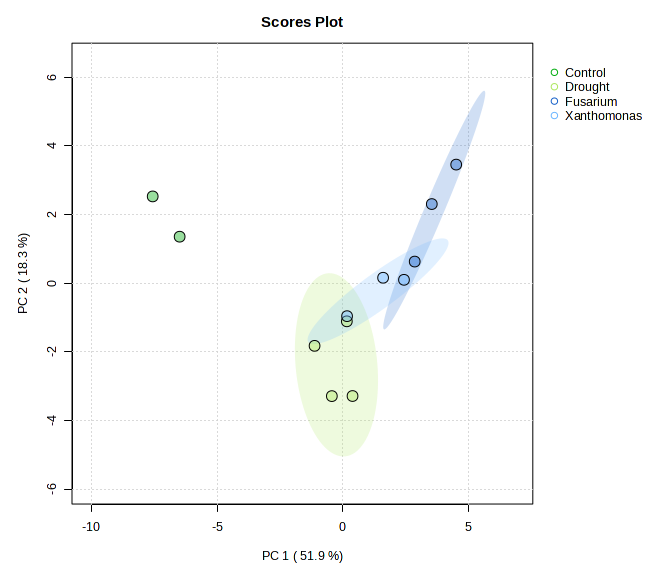 Scores Plot
6
4
2
0
-2
-4
-6
PC 2 ( 18.3 %)
-10
-5
0
5
PC 1 ( 51.9 %)
Control
Drought
Fusarium
Xanthomonas